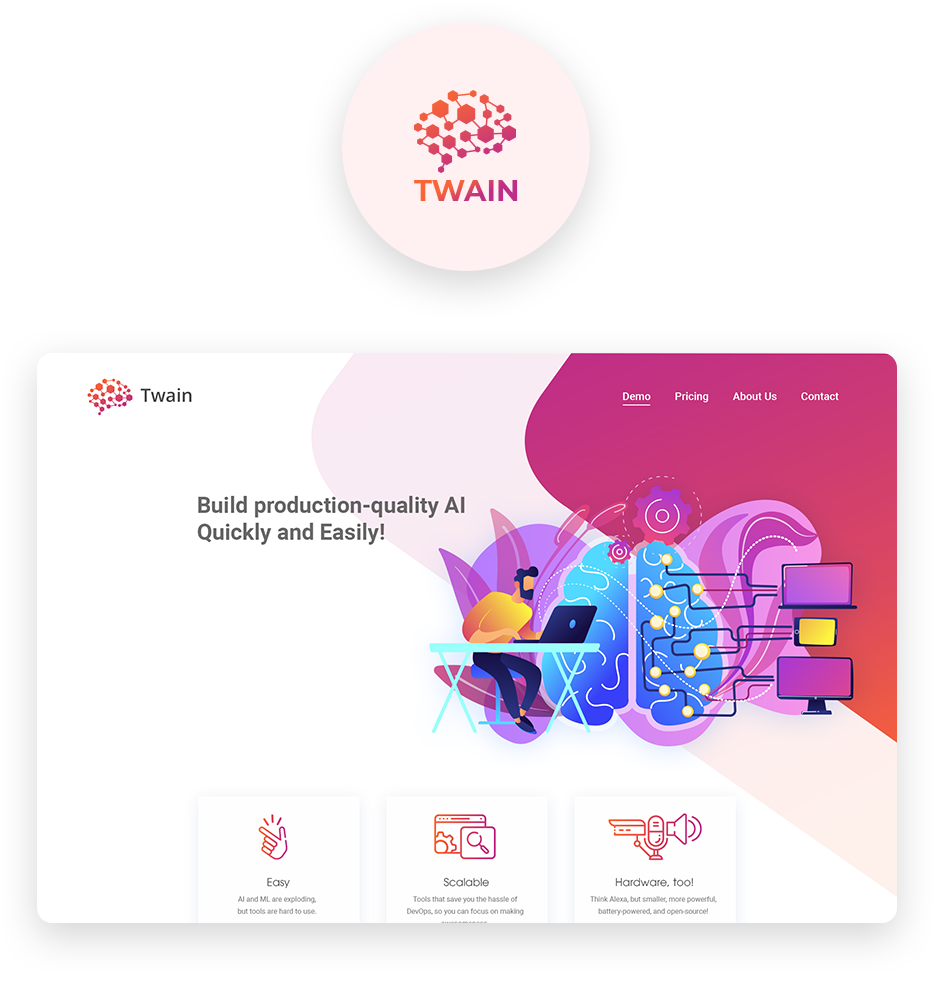 TWAIN
Twain
Demo Pricing About Us Contact
Build production-quality AI
Quickly and Easily!
Easy
AI and ML are exploding,
but tools are hard to use.
Scalable
Tools that save you the hassle of
DevOps, so you can focus on making
Hardware, too!
Think Alexa, but smaller, more powerful,
battery-powered, and open-source!